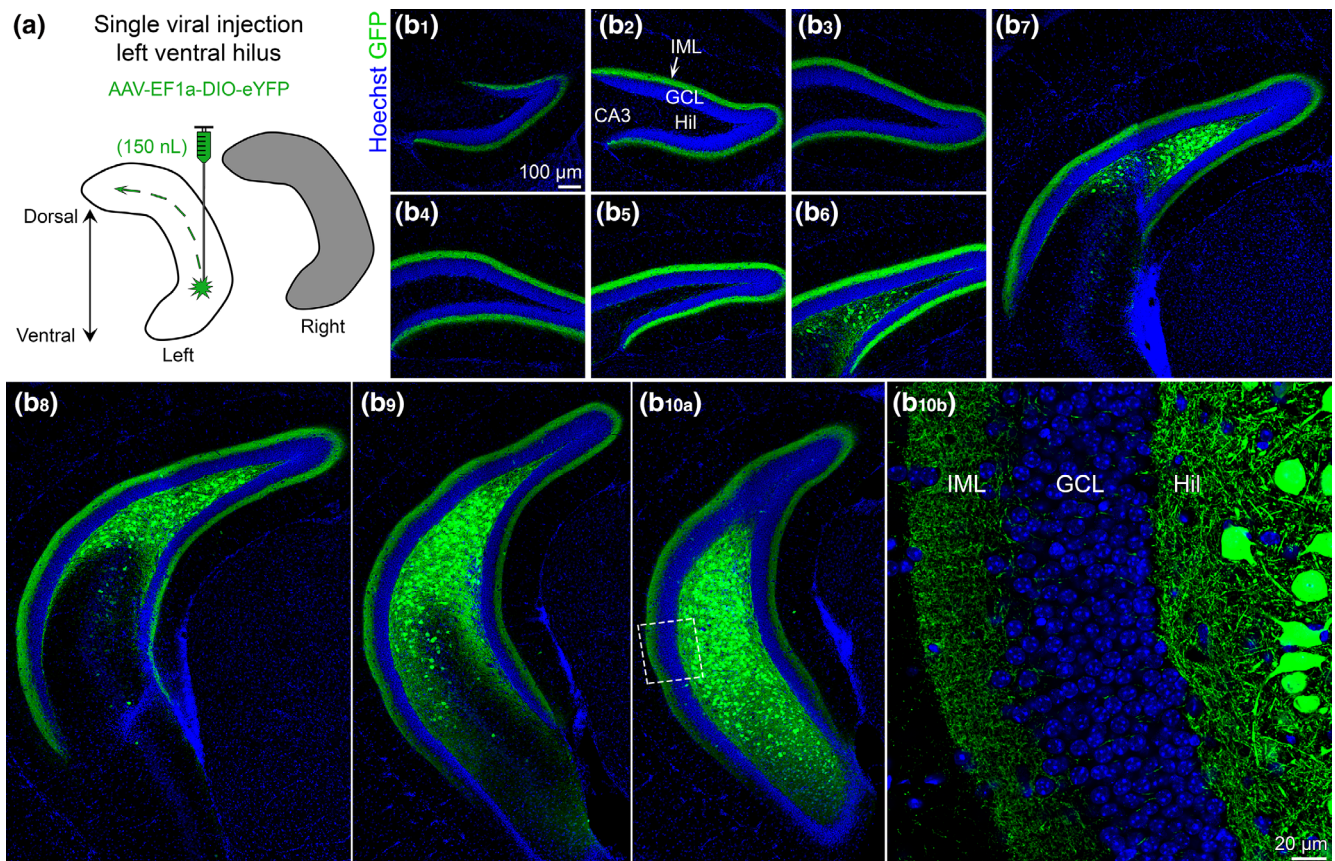 (a)
Single viral injection
left ventral hilus
AAV-EF1a-DIO-eYFP
(150 nL)
Dorsal
Ventral
Left
Right
Hoechst GFP
(b1)
100 µm
(b2)
IML
GCL
CA3
Hil
(b3)
(b4)
(b5)
(b6)
(b7)
(b8)
(b9)
(b10a)
(b10b)
IML
GCL
Hil
20 µm